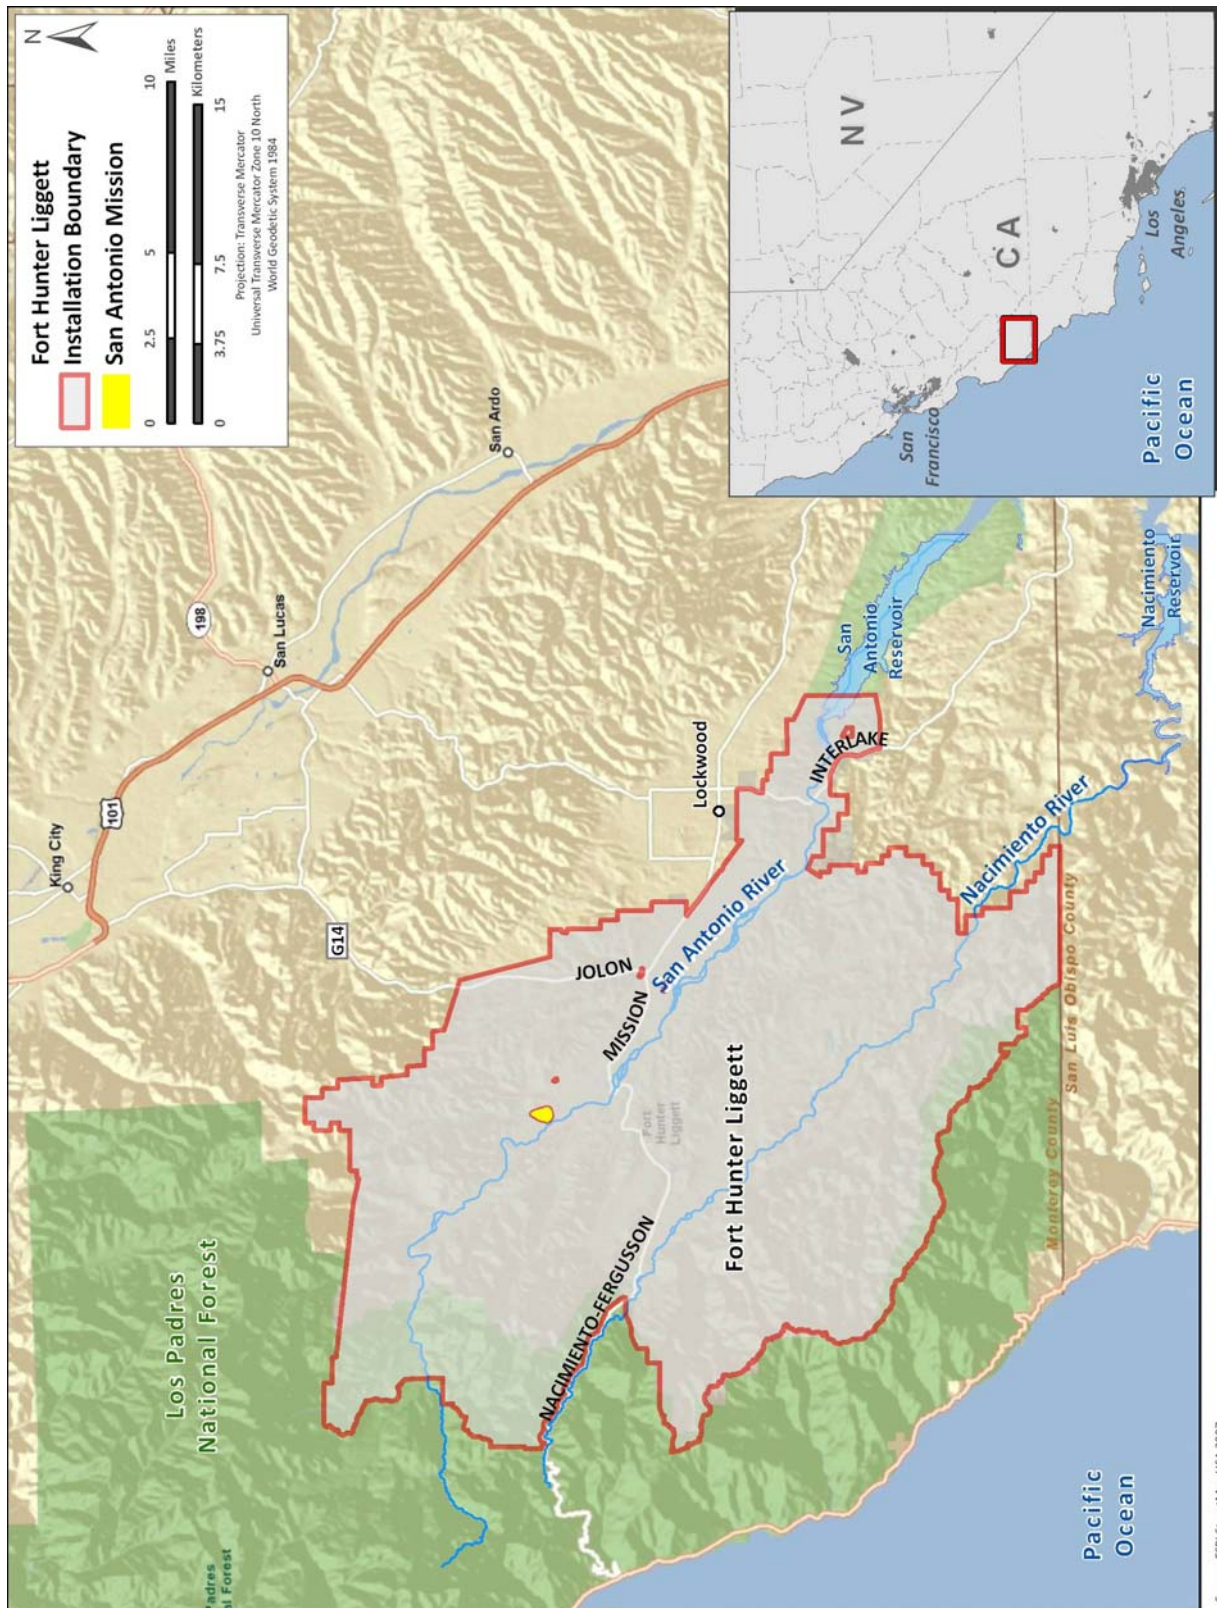 N
Fort Hunter Liggett
Installation Boundary
San Antonio Mission
0 2.5 5 10
Miles
Kilometers
0 3.75 7.5 15
Projection: Transverse Mercator
Universal Transverse Mercator Zone 10 North
World Geodetic System 1984
King City
101
198
San Lucas
San Ardo
G14
Los Padres
National Forest
JOLON
MISSION
San Antonio River
Lockwood
INTERLAKE
San
Antonio
Reservoir
Fort
Hunter
Liggett
NACIMIENTO-FERGUSSON
Fort Hunter Liggett
Nacimiento River
Nacimiento
Reservoir
Monterey County
San Luis Obispo County
Pacific
Ocean
NV
CA
San
Francisco
Los
Angeles
Pacific
Ocean